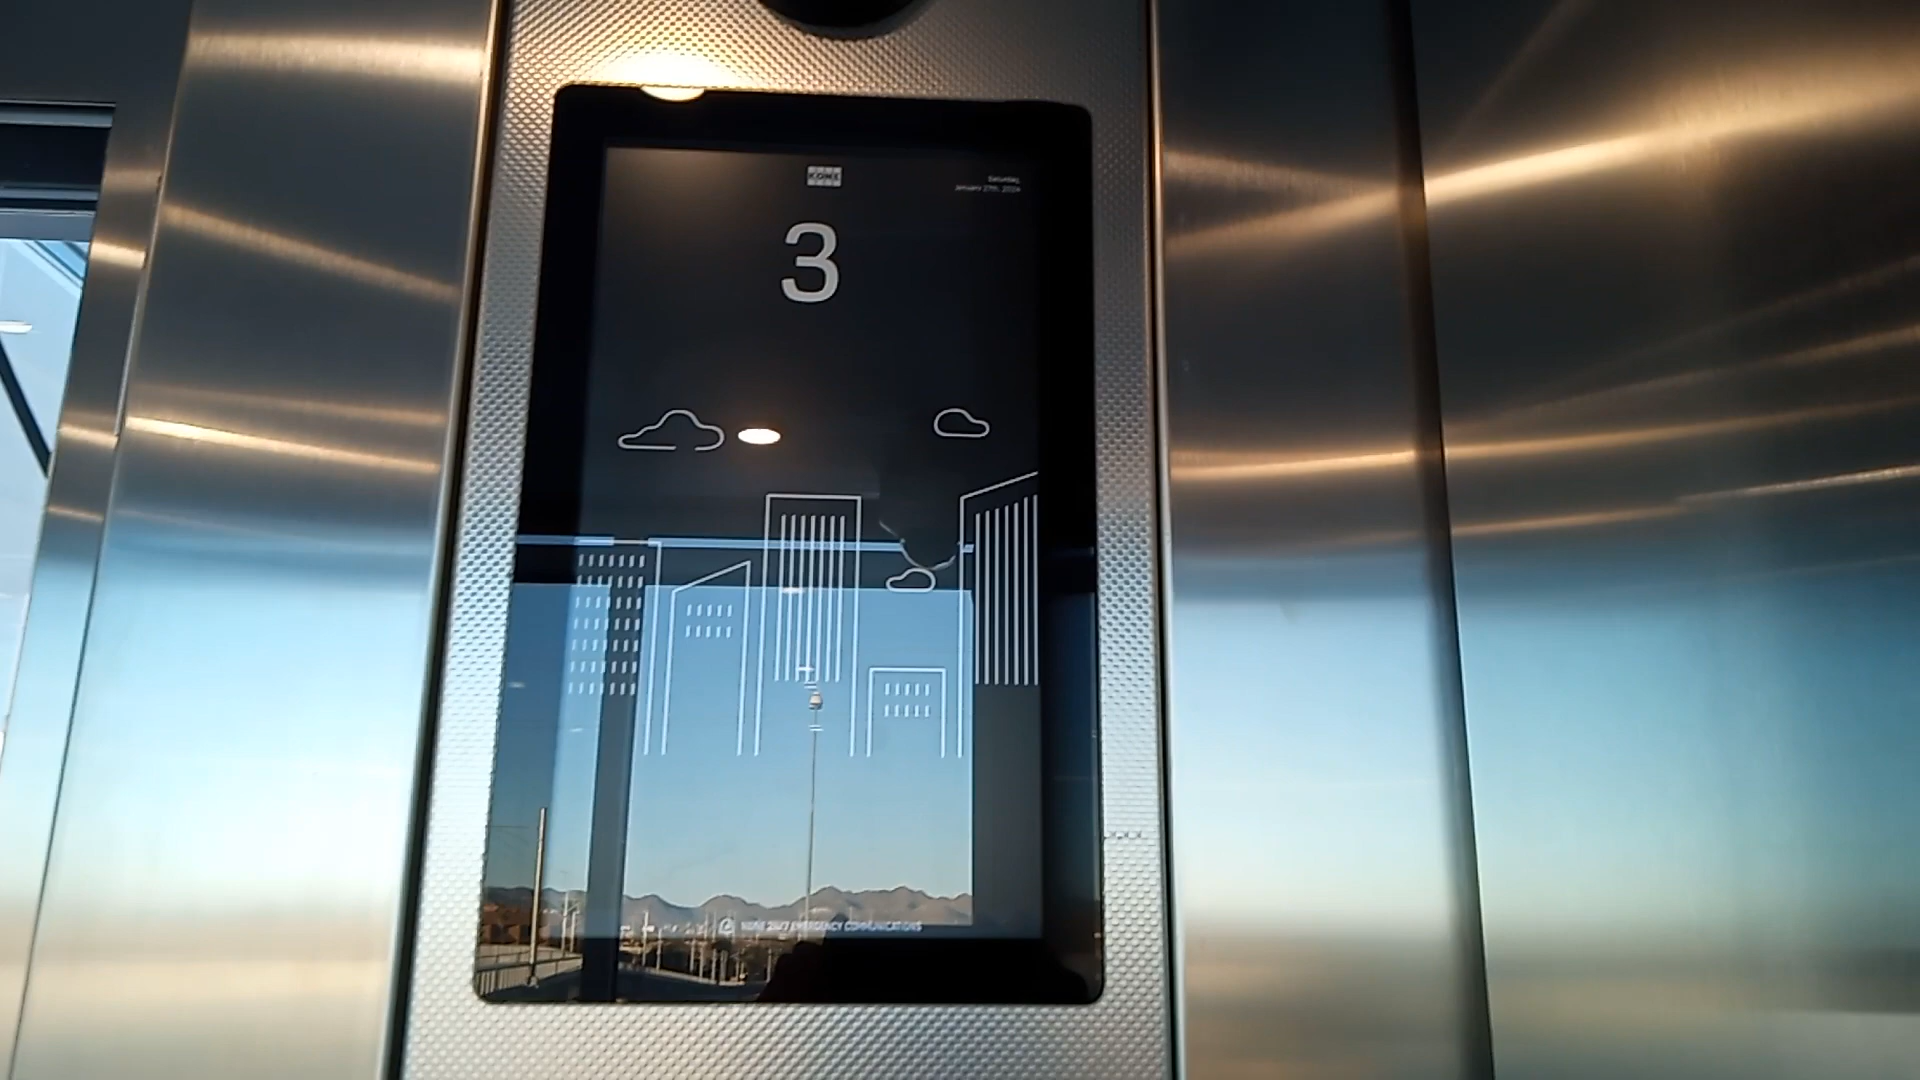 KONE
Saturday,
January 27th, 2024
3
KONE 24/7 EMERGENCY COMMUNICATIONS